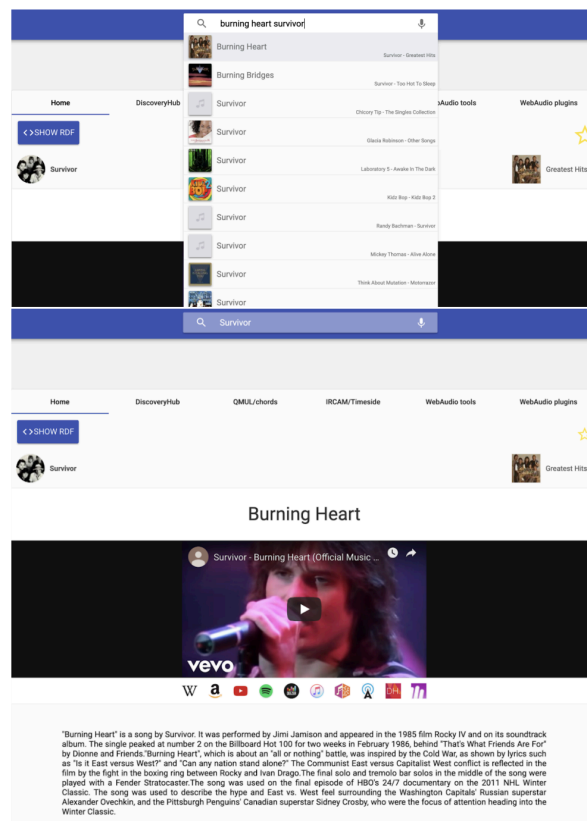 burning heart survivor
Burning Heart
Survivor - Greatest Hits
Burning Bridges
Survivor - Too Hot To Sleep
Home
DiscoveryHub
bAudio tools
WebAudio plugins
Survivor
Chicory Tip - The Singles Collection
<>SHOW RDF
Survivor
Glacia Robinson - Other Songs
Survivor
Survivor
Laboratory 5 - Awake In The Dark
Greatest Hits
Survivor
Kidz Bop - Kidz Bop 2
Survivor
Randy Bachman - Survivor
Survivor
Mickey Thomas - Alive Alone
Survivor
Think About Mutation - Motorrazor
Survivor
Survivor
Home
DiscoveryHub
QMUL/chords
IRCAM/Timeside
WebAudio tools
WebAudio plugins
<>SHOW RDF
Survivor
Greatest Hits
Burning Heart
Survivor - Burning Heart (Official Music ...
vevo
"Burning Heart" is a song by Survivor. It was performed by Jimi Jamison and appeared in the 1985 film Rocky IV and on its soundtrack
album. The single peaked at number 2 on the Billboard Hot 100 for two weeks in February 1986, behind "That's What Friends Are For"
by Dionne and Friends."Burning Heart", which is about an "all or nothing" battle, was inspired by the Cold War, as shown by lyrics such
as "Is it East versus West?" and "Can any nation stand alone?" The Communist East versus Capitalist West conflict is reflected in the
film by the fight in the boxing ring between Rocky and Ivan Drago.The final solo and tremolo bar solos in the middle of the song were
played with a Fender Stratocaster.The song was used on the final episode of HBO's 24/7 documentary on the 2011 NHL Winter
Classic. The song was used to describe the hype and East vs. West feel surrounding the Washington Capitals' Russian superstar
Alexander Ovechkin, and the Pittsburgh Penguins' Canadian superstar Sidney Crosby, who were the focus of attention heading into the
Winter Classic.